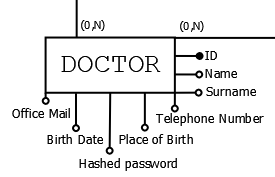 (0,N)
(0,N)
DOCTOR
ID
Name
Surname
Office Mail
Telephone Number
Birth Date
Place of Birth
Hashed password